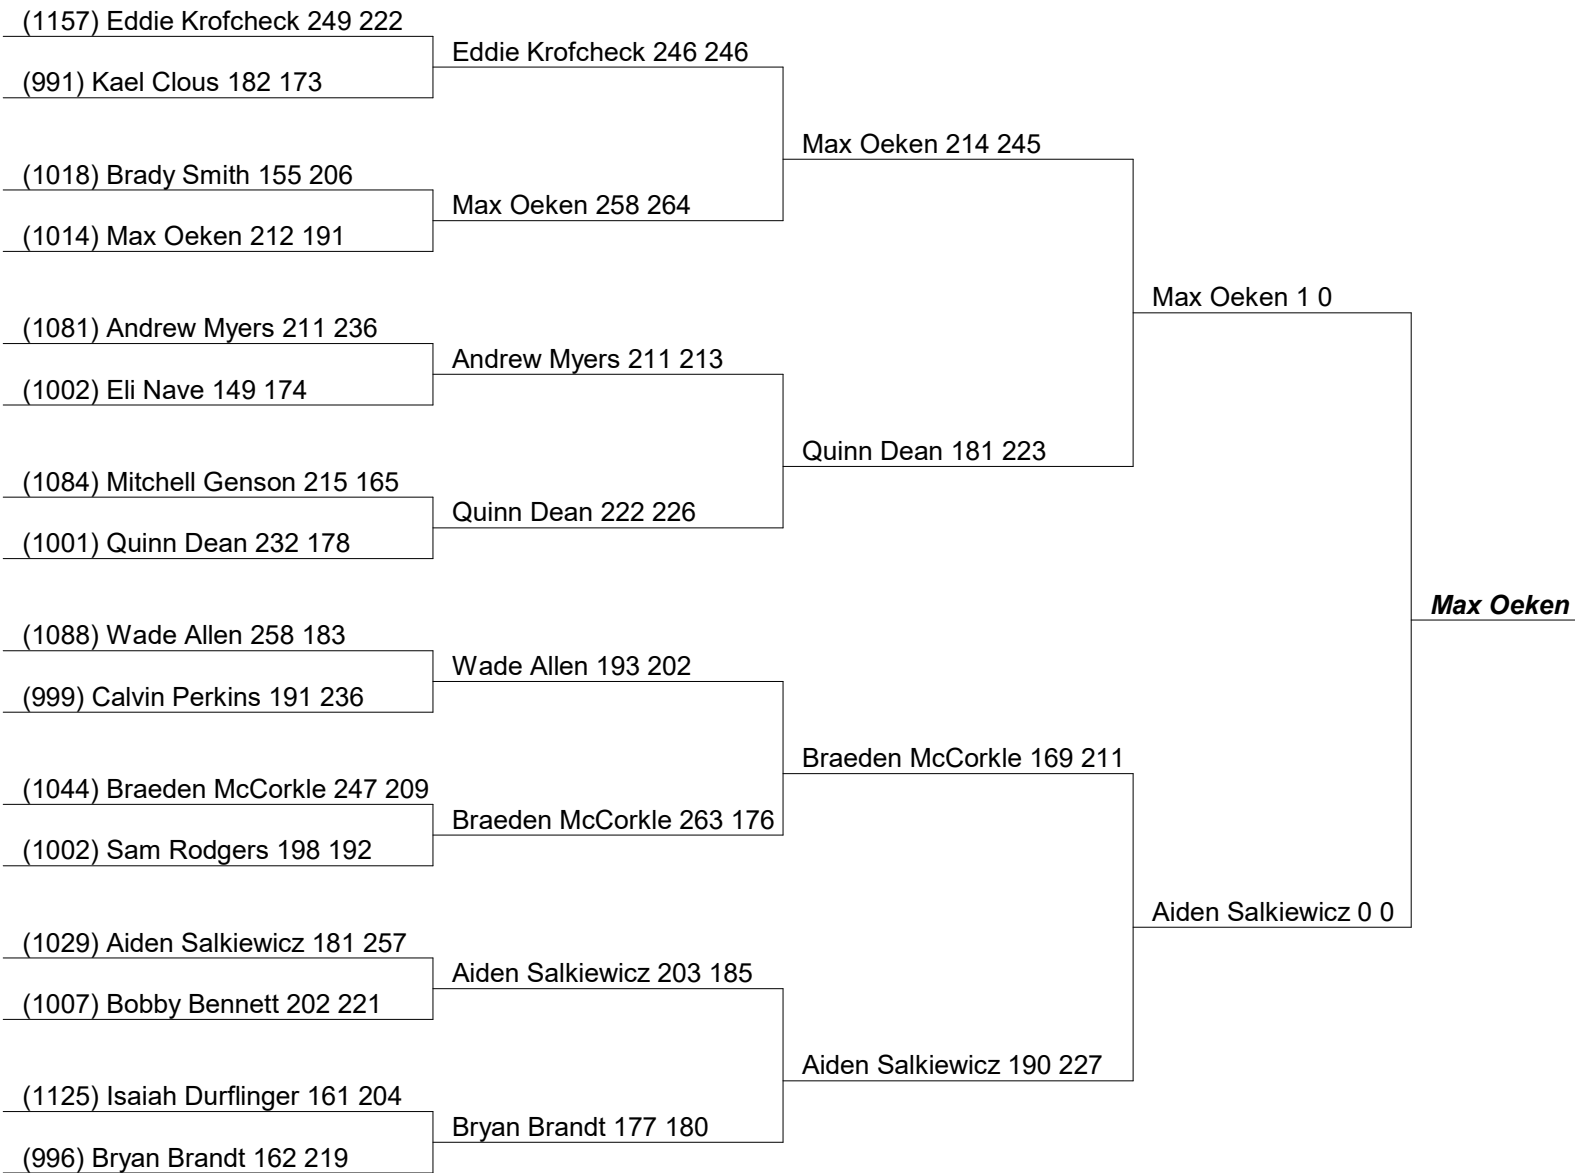 (1157) Eddie Krofcheck 249 222
Eddie Krofcheck 246 246
(991) Kael Clous 182 173
Max Oeken 214 245
(1018) Brady Smith 155 206
Max Oeken 258 264
(1014) Max Oeken 212 191
Max Oeken 1 0
(1081) Andrew Myers 211 236
Andrew Myers 211 213
(1002) Eli Nave 149 174
Quinn Dean 181 223
(1084) Mitchell Genson 215 165
Quinn Dean 222 226
(1001) Quinn Dean 232 178
Max Oeken
(1088) Wade Allen 258 183
Wade Allen 193 202
(999) Calvin Perkins 191 236
Braeden McCorkle 169 211
(1044) Braeden McCorkle 247 209
Braeden McCorkle 263 176
(1002) Sam Rodgers 198 192
Aiden Salkiewicz 0 0
(1029) Aiden Salkiewicz 181 257
Aiden Salkiewicz 203 185
(1007) Bobby Bennett 202 221
Aiden Salkiewicz 190 227
(1125) Isaiah Durflinger 161 204
Bryan Brandt 177 180
(996) Bryan Brandt 162 219